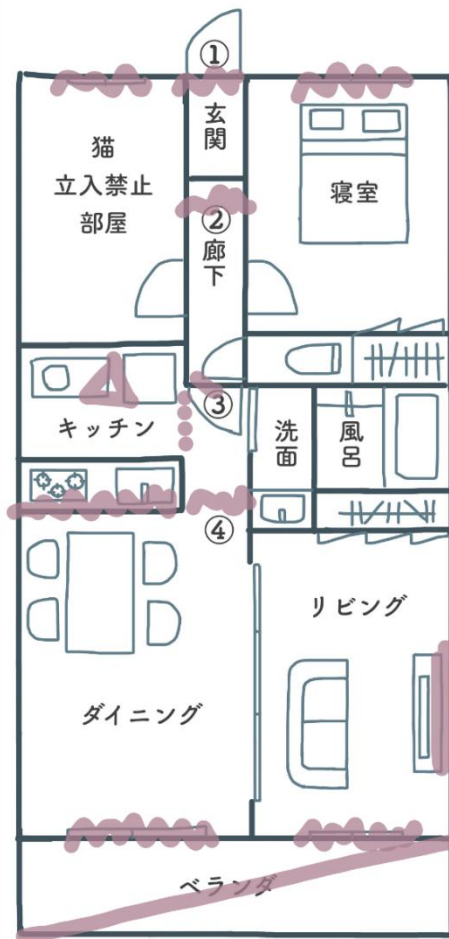 ①
玄関
猫
立入禁止
部屋
寝室
②
廊下
③
キッチン
洗面
風呂
④
リビング
ダイニング
ベランダ